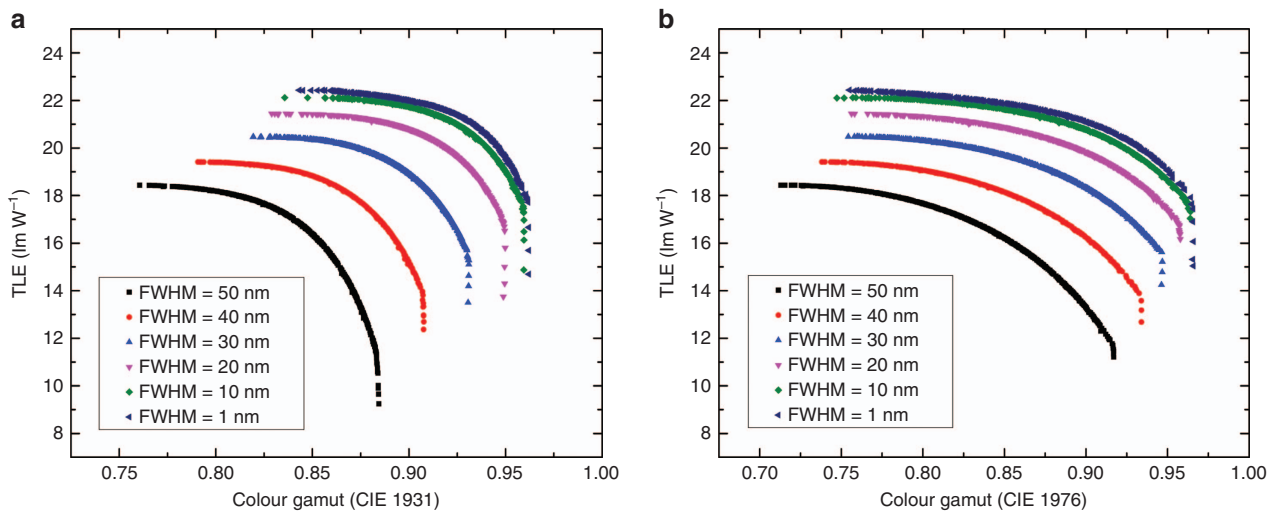 a
TLE (lm W⁻¹)
24
22
20
18
16
14
12
10
8
FWHM = 50 nm
FWHM = 40 nm
FWHM = 30 nm
FWHM = 20 nm
FWHM = 10 nm
FWHM = 1 nm
0.75 0.80 0.85 0.90 0.95 1.00
Colour gamut (CIE 1931)
b
TLE (lm W⁻¹)
24
22
20
18
16
14
12
10
8
FWHM = 50 nm
FWHM = 40 nm
FWHM = 30 nm
FWHM = 20 nm
FWHM = 10 nm
FWHM = 1 nm
0.70 0.75 0.80 0.85 0.90 0.95 1.00
Colour gamut (CIE 1976)